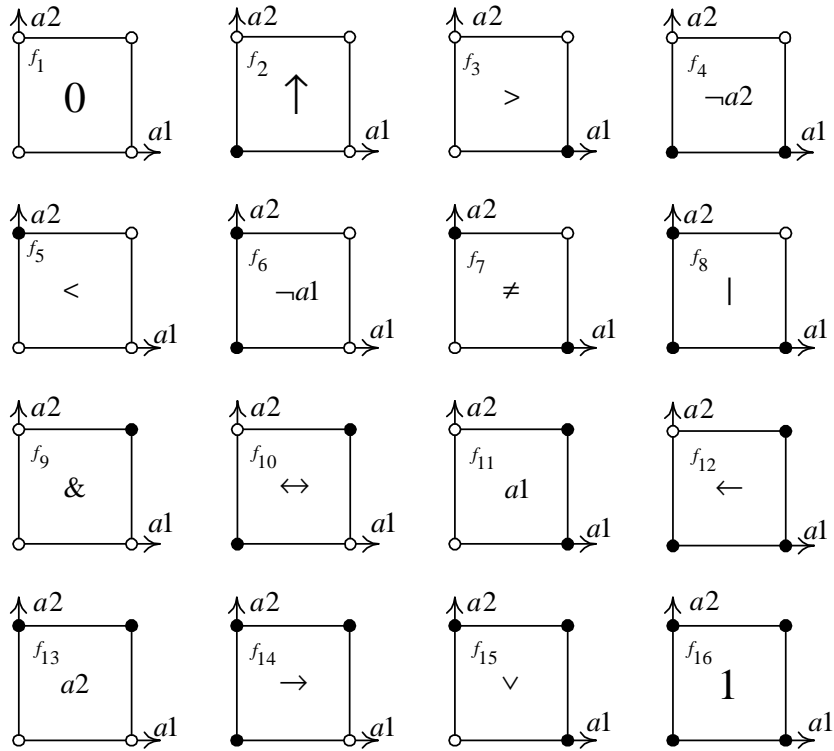 a2 a2 a2 a2
f1 f2 f3 f4
0 ↑ > ¬a2
a1 a1 a1 a1
a2 a2 a2 a2
f5 f6 f7 f8
< ¬a1 ≠ |
a1 a1 a1 a1
a2 a2 a2 a2
f9 f10 f11 f12
& ↔ a1 ←
a1 a1 a1 a1
a2 a2 a2 a2
f13 f14 f15 f16
a2 → ∨ 1
a1 a1 a1 a1